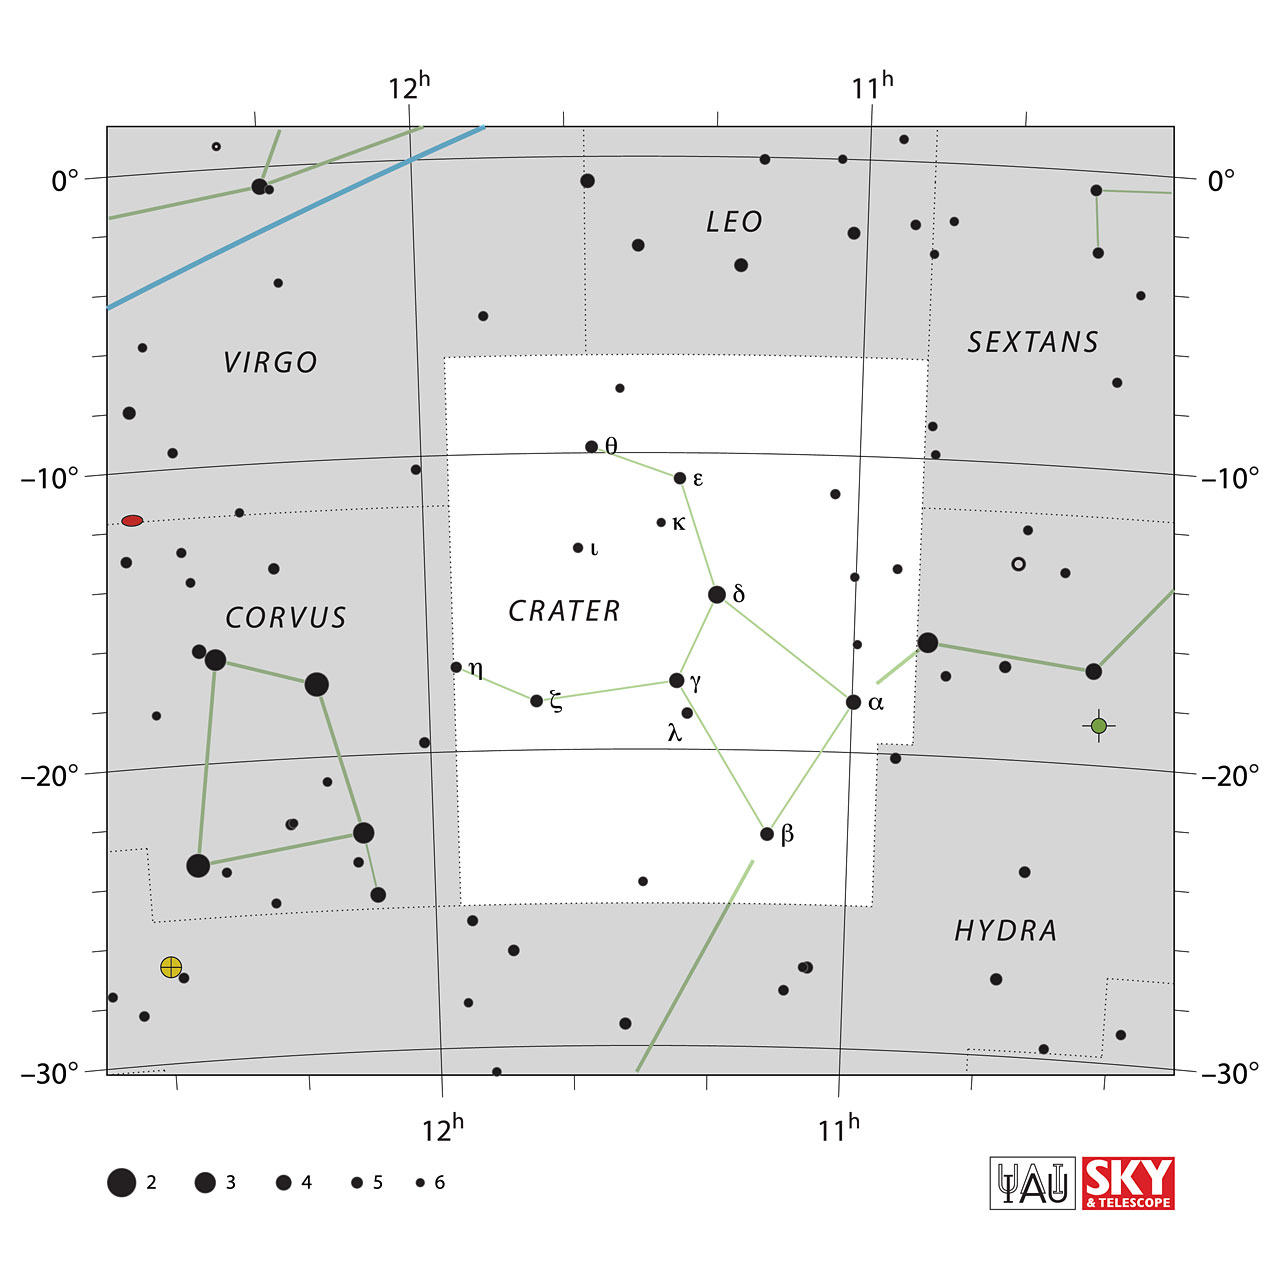 12h 11h
0° 0°
LEO
SEXTANS
VIRGO
θ
–10° ε –10°
κ
ι
δ
CRATER
CORVUS
η γ
ζ α
λ
–20° –20°
β
HYDRA
–30° –30°
12h 11h
2 3 4 5 6
IAU SKY
& TELESCOPE